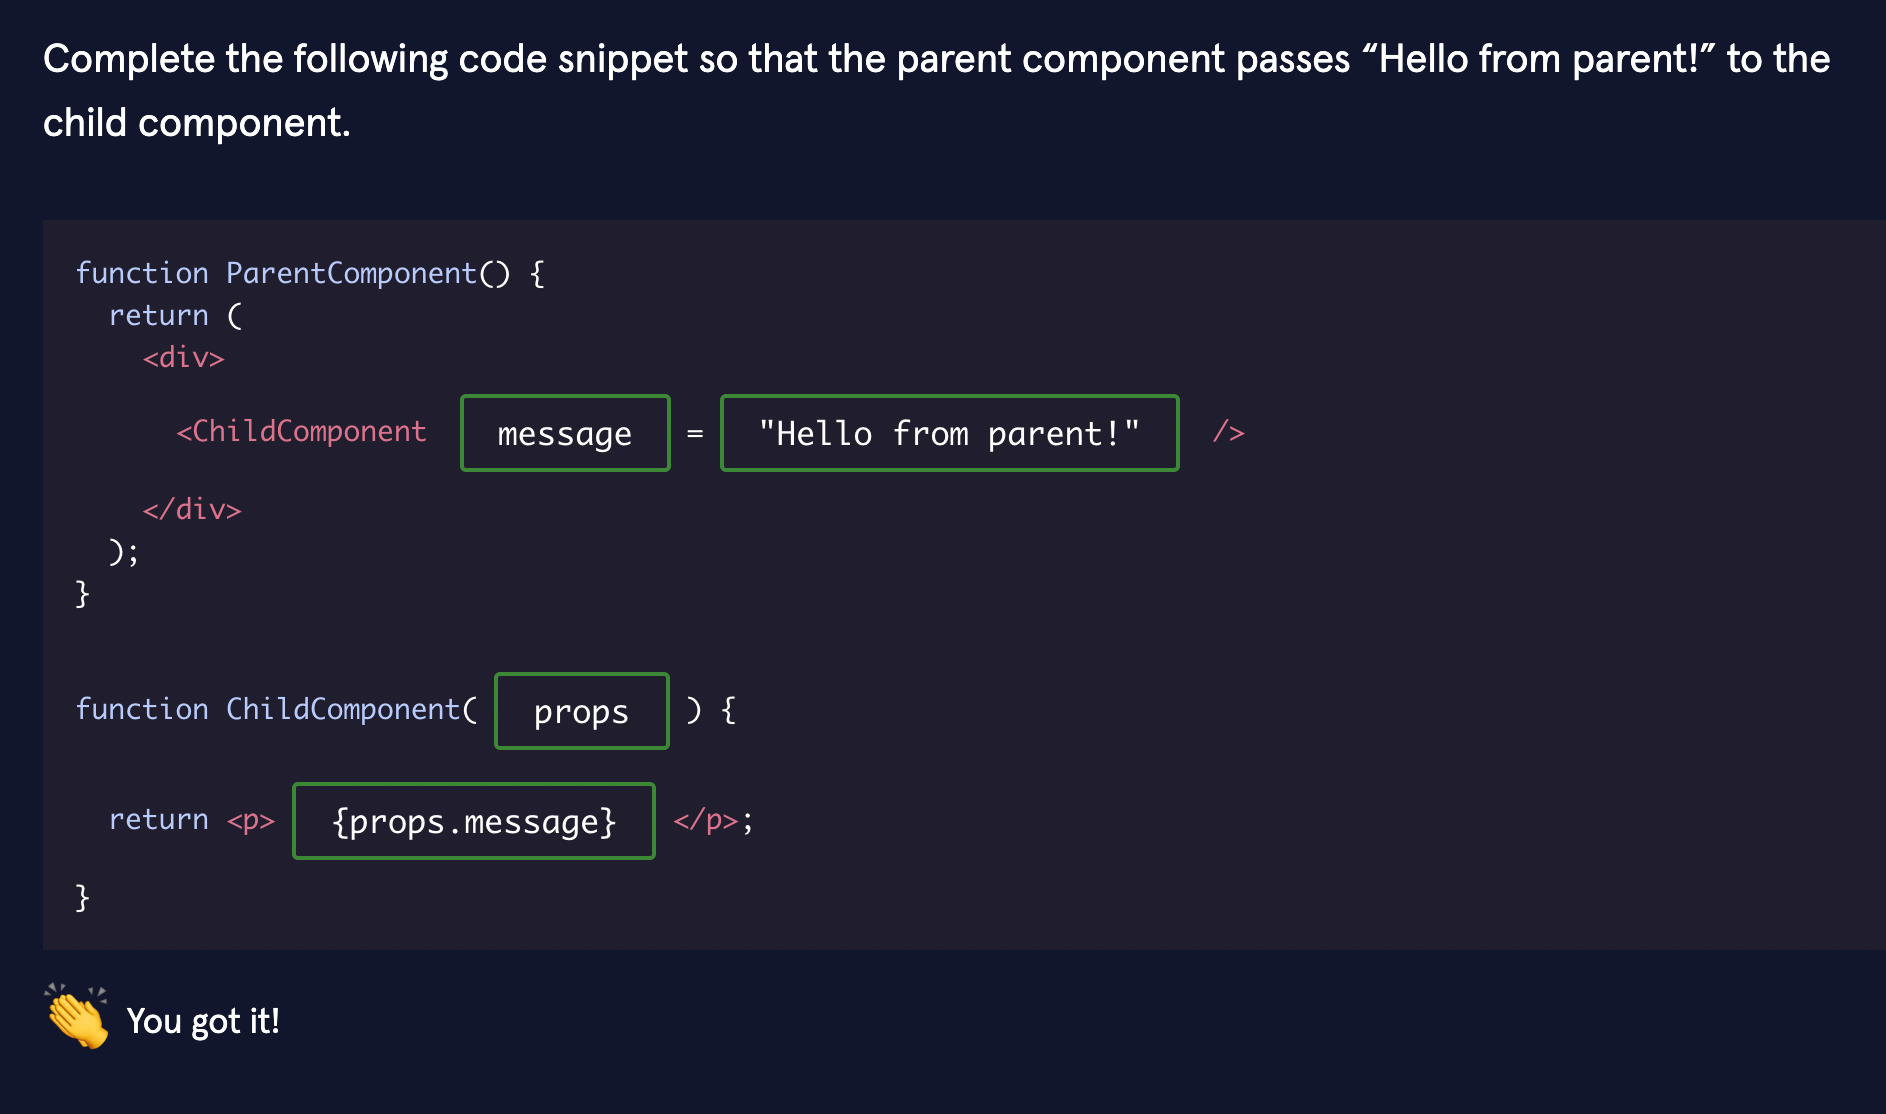 Complete the following code snippet so that the parent component passes “Hello from parent!” to the
child component.
function ParentComponent() {
  return (
    <div>
      <ChildComponent message = "Hello from parent!" />
    </div>
  );
}
function ChildComponent( props ) {
  return <p> {props.message} </p>;
}
You got it!